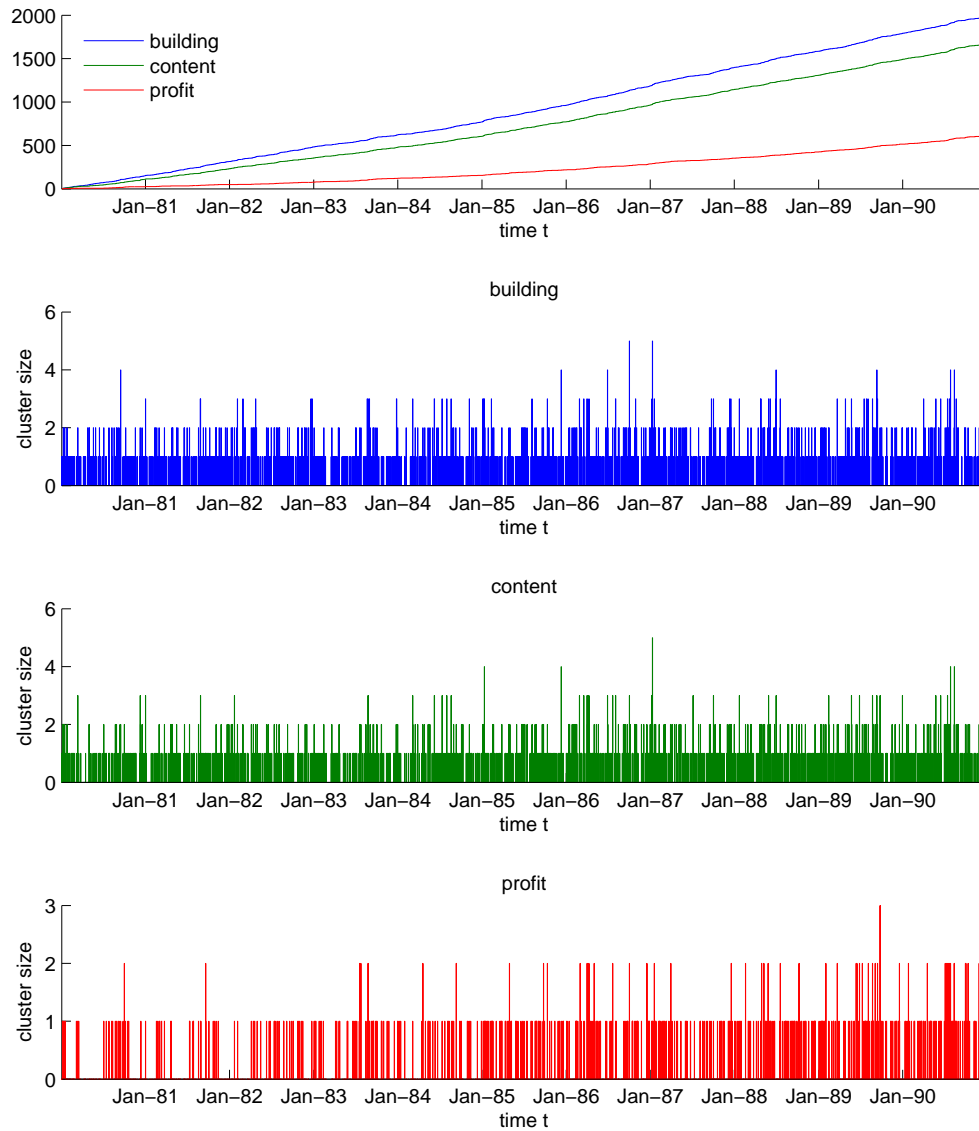 2000
1500
1000
500
0
building
content
profit
Jan−81 Jan−82 Jan−83 Jan−84 Jan−85 Jan−86 Jan−87 Jan−88 Jan−89 Jan−90
time t
building
6
4
2
0
cluster size
Jan−81 Jan−82 Jan−83 Jan−84 Jan−85 Jan−86 Jan−87 Jan−88 Jan−89 Jan−90
time t
content
6
4
2
0
cluster size
Jan−81 Jan−82 Jan−83 Jan−84 Jan−85 Jan−86 Jan−87 Jan−88 Jan−89 Jan−90
time t
profit
3
2
1
0
cluster size
Jan−81 Jan−82 Jan−83 Jan−84 Jan−85 Jan−86 Jan−87 Jan−88 Jan−89 Jan−90
time t